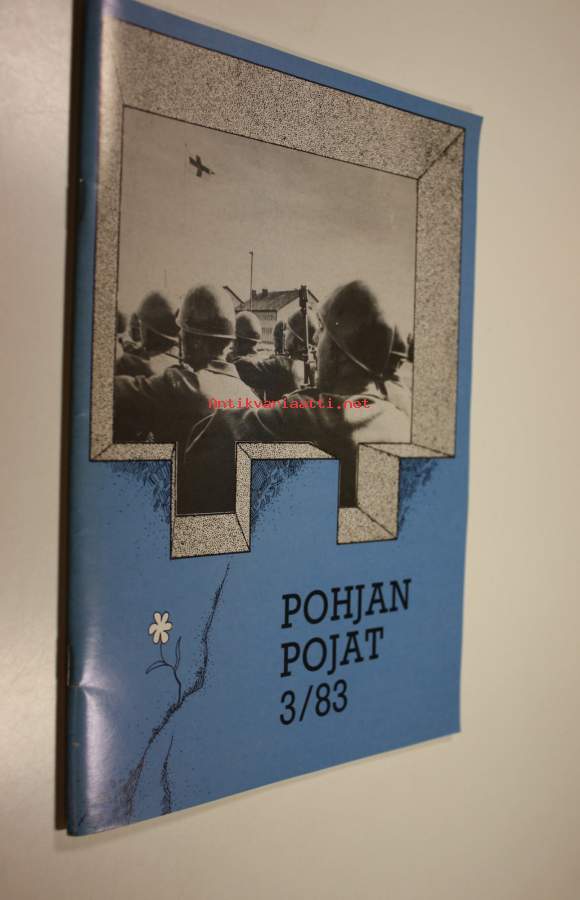 Antikvariaatti.net
POHJAN
POJAT
3/83